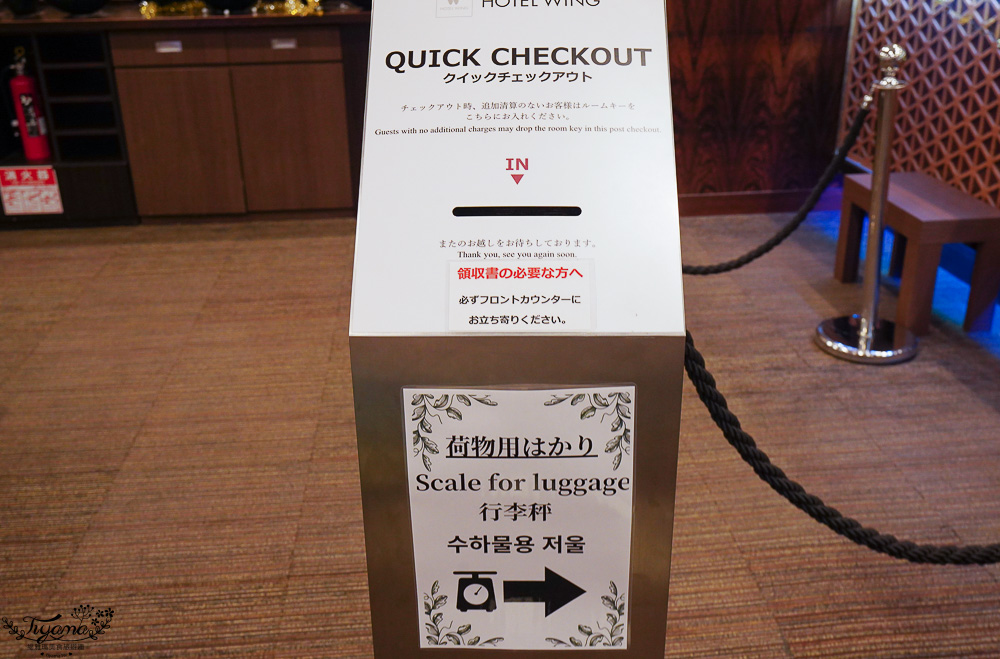 HOTEL WING
QUICK CHECKOUT
クイックチェックアウト
チェックアウト時、追加清算のないお客様はルームキーを
こちらにお入れください。
Guests with no additional charges may drop the room key in this post checkout.
IN
またのお越しをお待ちしております。
Thank you, see you again soon.
領収書の必要な方へ
必ずフロントカウンターに
お立ち寄りください。
荷物用はかり
Scale for luggage
行李秤
수하물용 저울
消火器
Tiyama